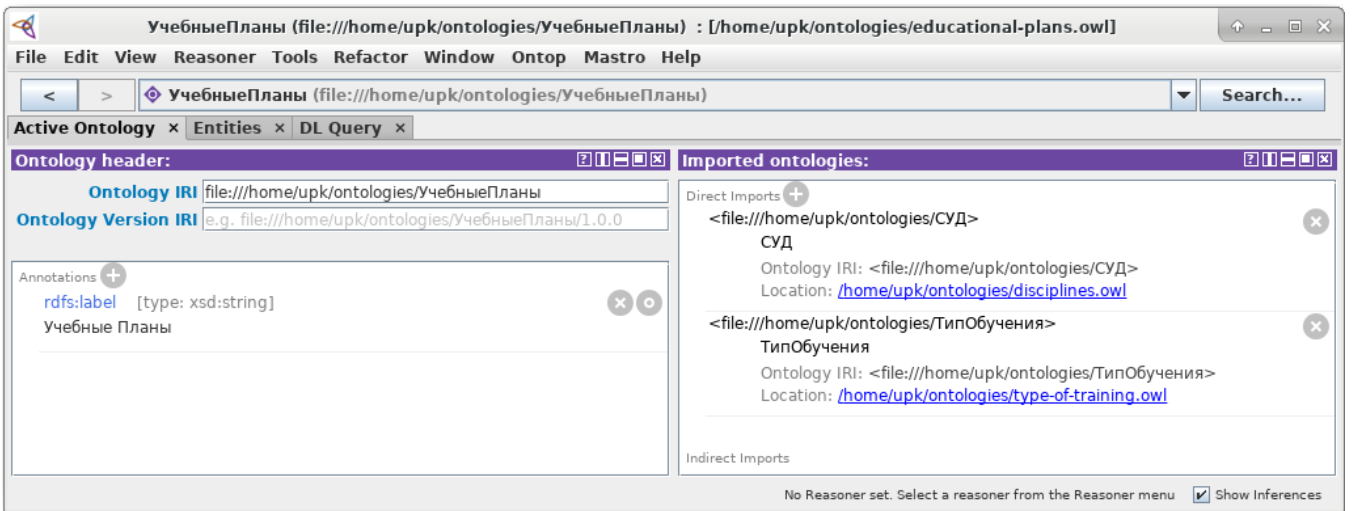 УчебныеПланы (file:///home/upk/ontologies/УчебныеПланы) : [/home/upk/ontologies/educational-plans.owl]
File Edit View Reasoner Tools Refactor Window Ontop Mastro Help
< > УчебныеПланы (file:///home/upk/ontologies/УчебныеПланы) Search...
Active Ontology × Entities × DL Query ×
Ontology header:
Ontology IRI file:///home/upk/ontologies/УчебныеПланы
Ontology Version IRI e.g. file:///home/upk/ontologies/УчебныеПланы/1.0.0
Annotations
rdfs:label [type: xsd:string]
Учебные Планы
Imported ontologies:
Direct Imports
<file:///home/upk/ontologies/СУД>
СУД
Ontology IRI: <file:///home/upk/ontologies/СУД>
Location: /home/upk/ontologies/disciplines.owl
<file:///home/upk/ontologies/ТипОбучения>
ТипОбучения
Ontology IRI: <file:///home/upk/ontologies/ТипОбучения>
Location: /home/upk/ontologies/type-of-training.owl
Indirect Imports
No Reasoner set. Select a reasoner from the Reasoner menu Show Inferences